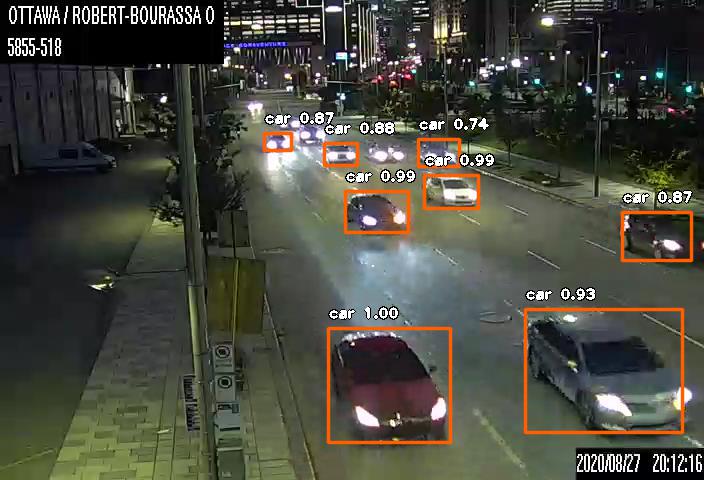 OTTAWA / ROBERT-BOURASSA O
5855-518
BONAVENTURE
car 0.87
car 0.88
car 0.74
car 0.99
car 0.99
car 0.87
car 0.93
car 1.00
2020/08/27 20:12:16